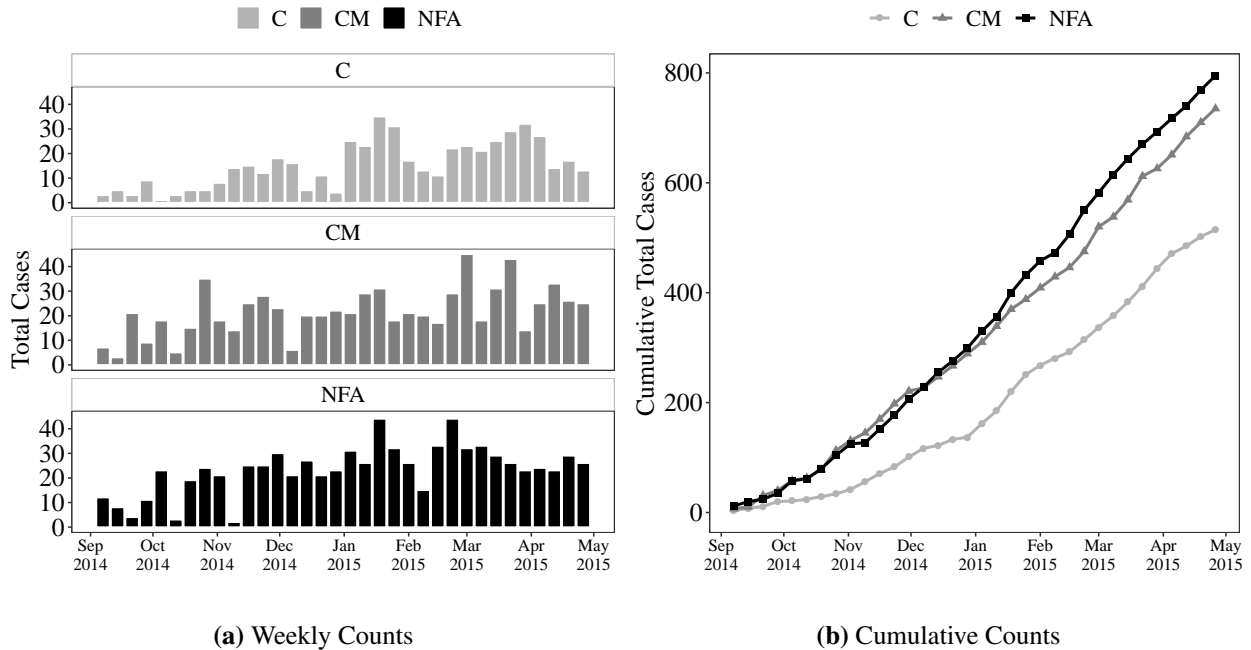 C CM NFA
C
40
30
20
10
0
CM
40
30
20
10
0
NFA
40
30
20
10
0
Total Cases
Sep Oct Nov Dec Jan Feb Mar Apr May
2014 2014 2014 2014 2015 2015 2015 2015 2015
(a) Weekly Counts
C CM NFA
800
600
400
200
0
Cumulative Total Cases
Sep Oct Nov Dec Jan Feb Mar Apr May
2014 2014 2014 2014 2015 2015 2015 2015 2015
(b) Cumulative Counts